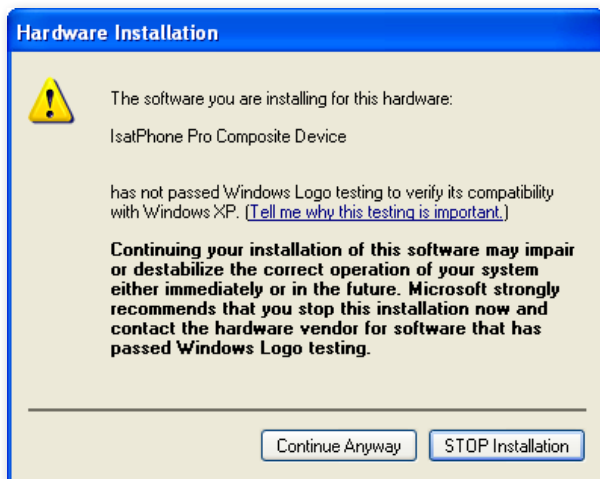 Hardware Installation
The software you are installing for this hardware:
IsatPhone Pro Composite Device
has not passed Windows Logo testing to verify its compatibility
with Windows XP. (Tell me why this testing is important.)
Continuing your installation of this software may impair
or destabilize the correct operation of your system
either immediately or in the future. Microsoft strongly
recommends that you stop this installation now and
contact the hardware vendor for software that has
passed Windows Logo testing.
Continue Anyway
STOP Installation